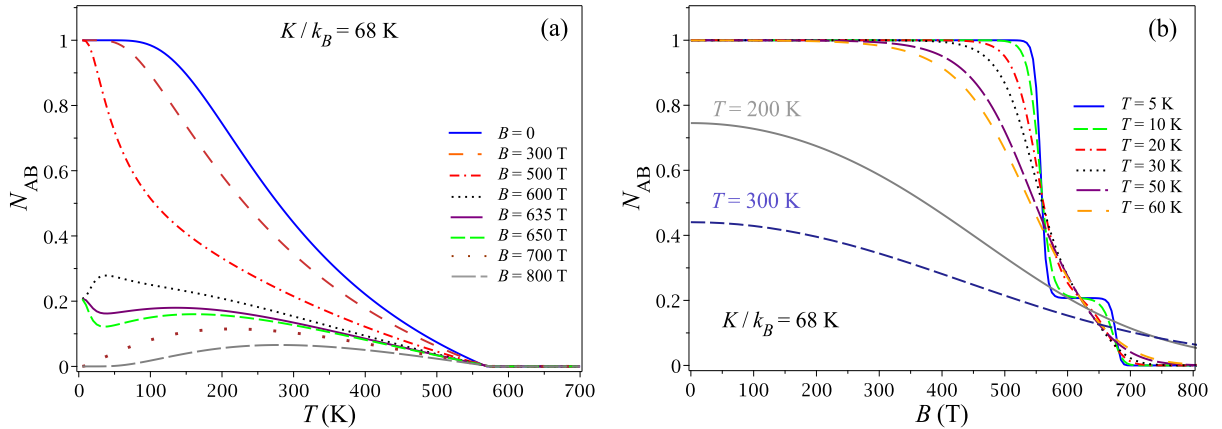 K / k_B = 68 K
(a)
N_AB
1
0.8
0.6
0.4
0.2
0
B = 0
B = 300 T
B = 500 T
B = 600 T
B = 635 T
B = 650 T
B = 700 T
B = 800 T
0 100 200 300 400 500 600 700
T (K)
(b)
N_AB
1
0.8
0.6
0.4
0.2
0
T = 200 K
T = 300 K
T = 5 K
T = 10 K
T = 20 K
T = 30 K
T = 50 K
T = 60 K
K / k_B = 68 K
0 100 200 300 400 500 600 700 800
B (T)